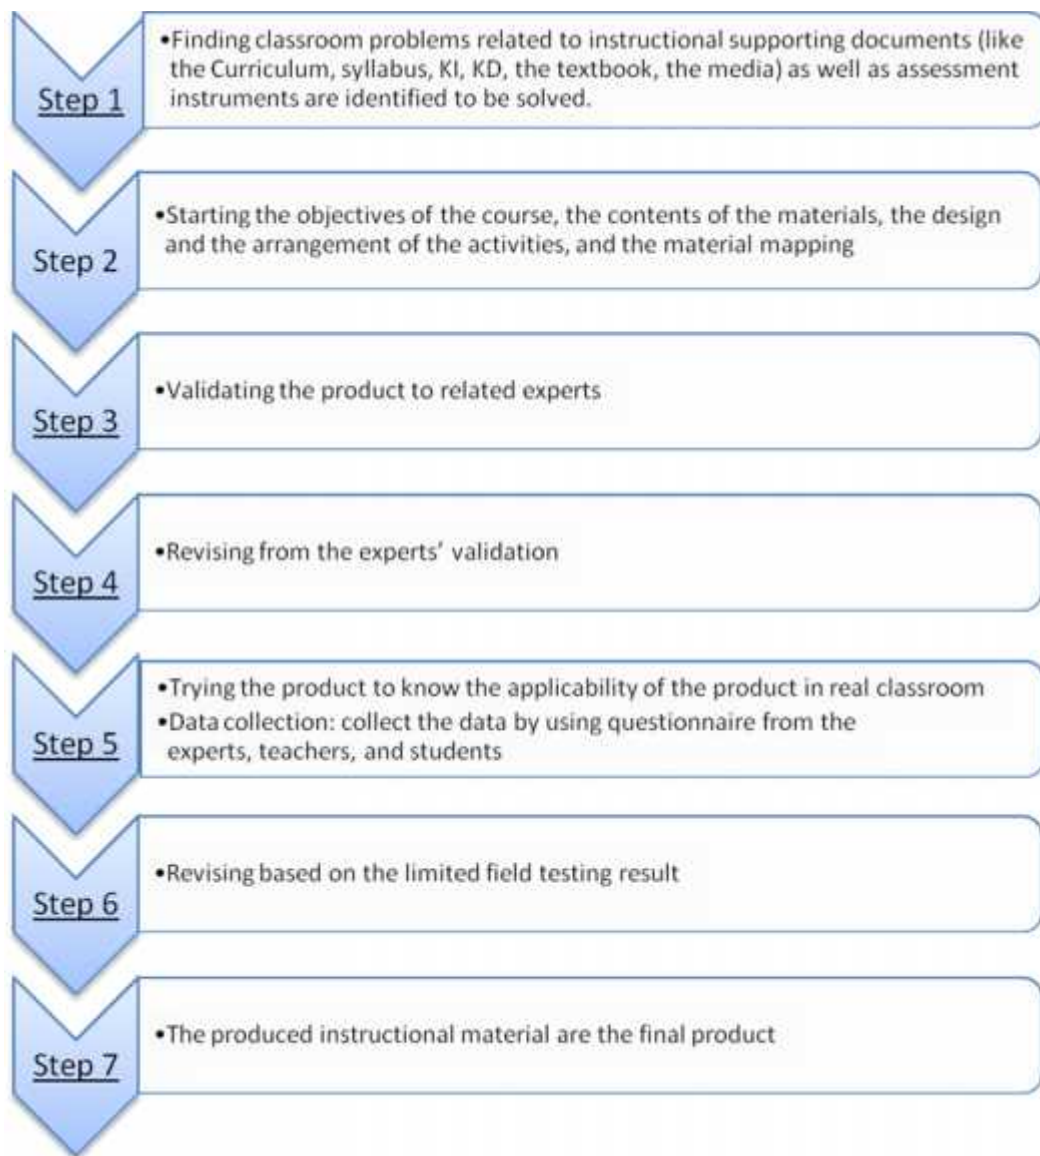 Step 1
•Finding classroom problems related to instructional supporting documents (like
the Curriculum, syllabus, KI, KD, the textbook, the media) as well as assessment
instruments are identified to be solved.
Step 2
•Starting the objectives of the course, the contents of the materials, the design
and the arrangement of the activities, and the material mapping
Step 3
•Validating the product to related experts
Step 4
•Revising from the experts’ validation
Step 5
•Trying the product to know the applicability of the product in real classroom
•Data collection: collect the data by using questionnaire from the
experts, teachers, and students
Step 6
•Revising based on the limited field testing result
Step 7
•The produced instructional material are the final product